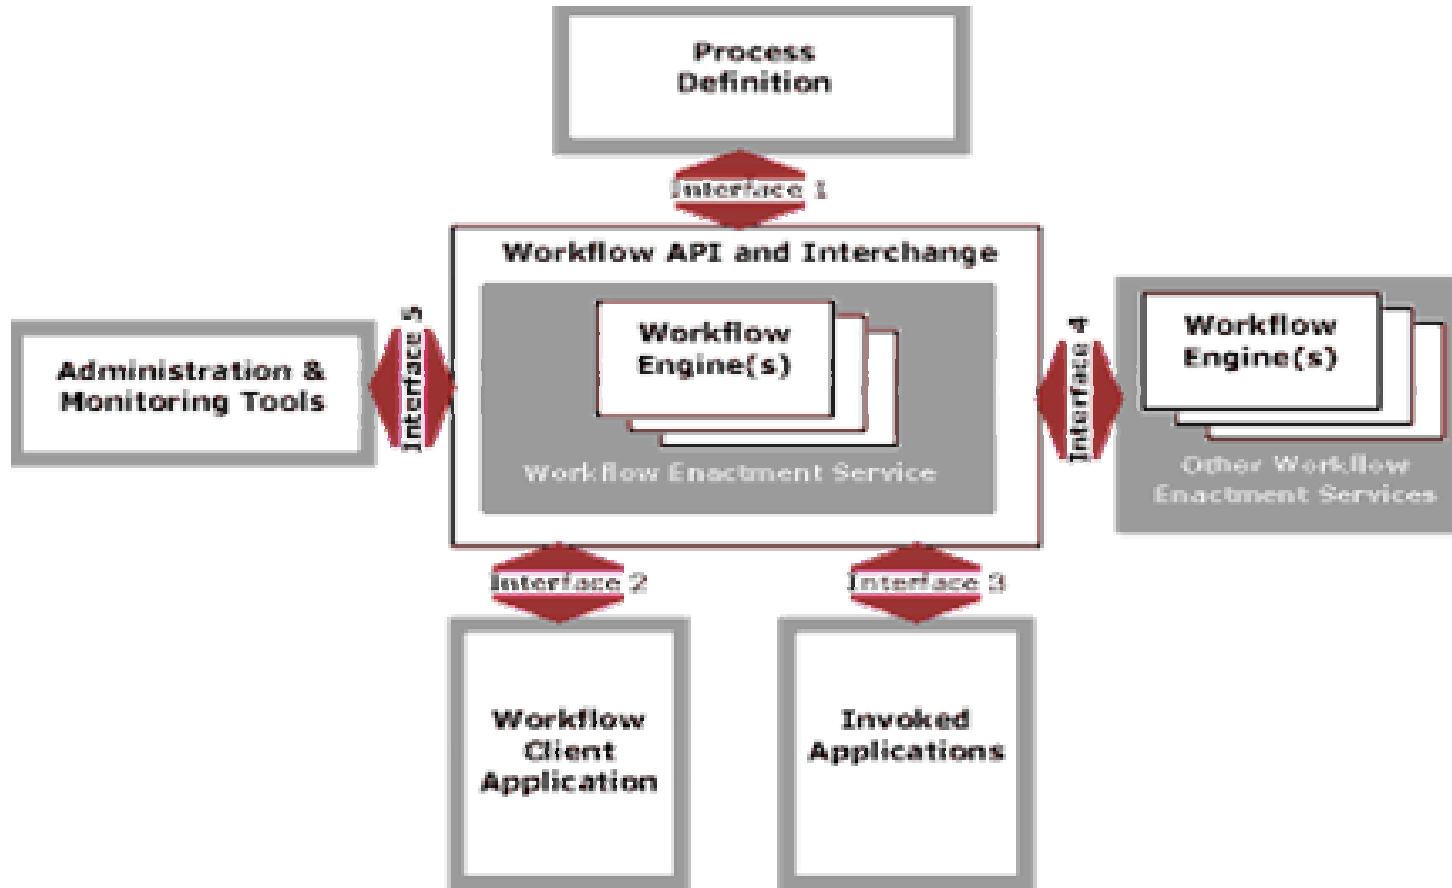 Process
Definition
Interface 1
Workflow API and Interchange
Workflow
Engine(s)
Workflow Enactment Service
Administration &
Monitoring Tools
Interface 5
Interface 4
Workflow
Engine(s)
Other Workflow
Enactment Services
Interface 2
Interface 3
Workflow
Client
Application
Invoked
Applications